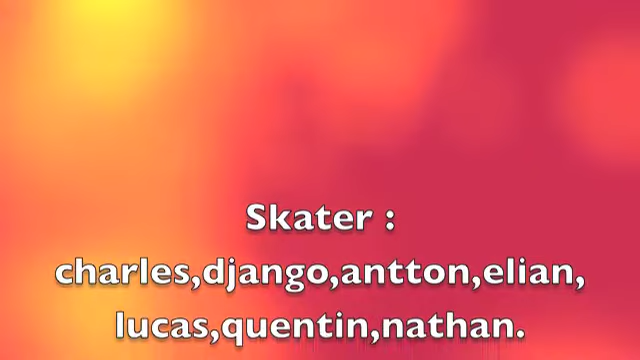 Skater :
charles,django,antton,elian,
lucas,quentin,nathan.